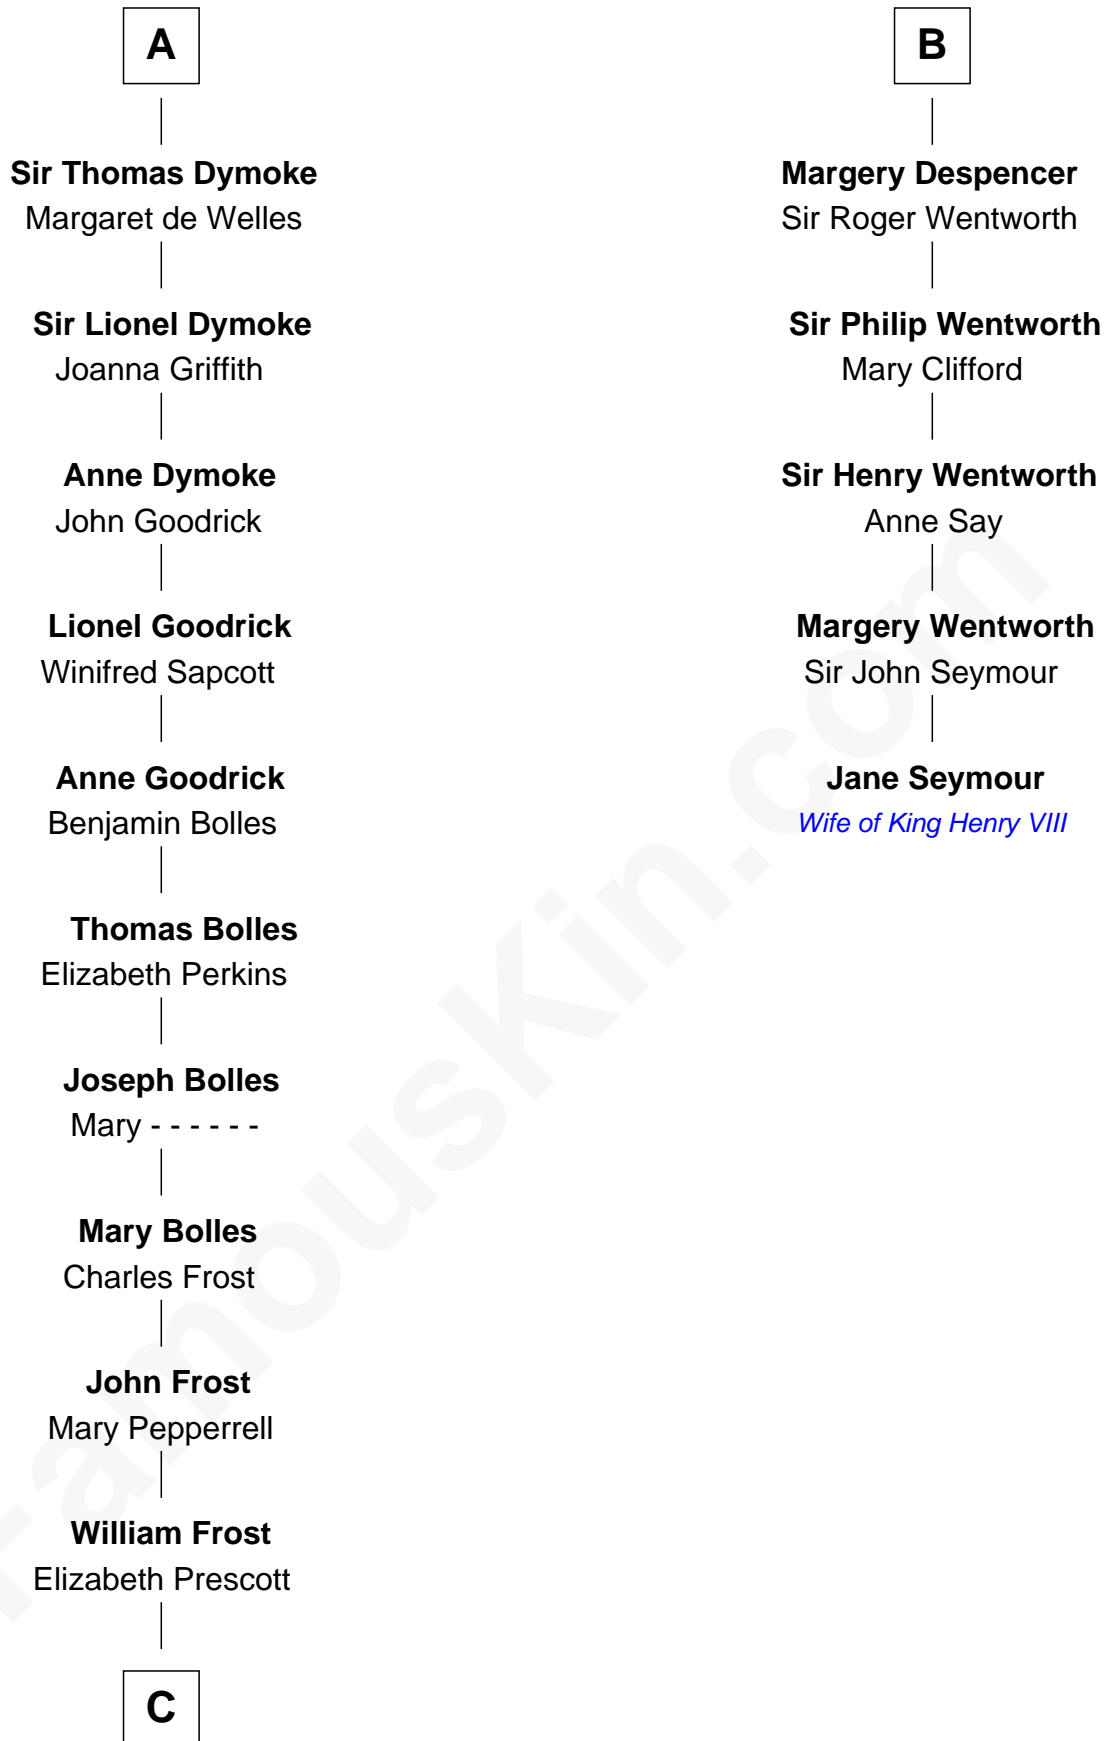 A
Sir Thomas Dymoke
Margaret de Welles
Sir Lionel Dymoke
Joanna Griffith
Anne Dymoke
John Goodrick
Lionel Goodrick
Winifred Sapcott
Anne Goodrick
Benjamin Bolles
Thomas Bolles
Elizabeth Perkins
Joseph Bolles
Mary - - - - - -
Mary Bolles
Charles Frost
John Frost
Mary Pepperrell
William Frost
Elizabeth Prescott
C
B
Margery Despencer
Sir Roger Wentworth
Sir Philip Wentworth
Mary Clifford
Sir Henry Wentworth
Anne Say
Margery Wentworth
Sir John Seymour
Jane Seymour
Wife of King Henry VIII
FamousKin.com